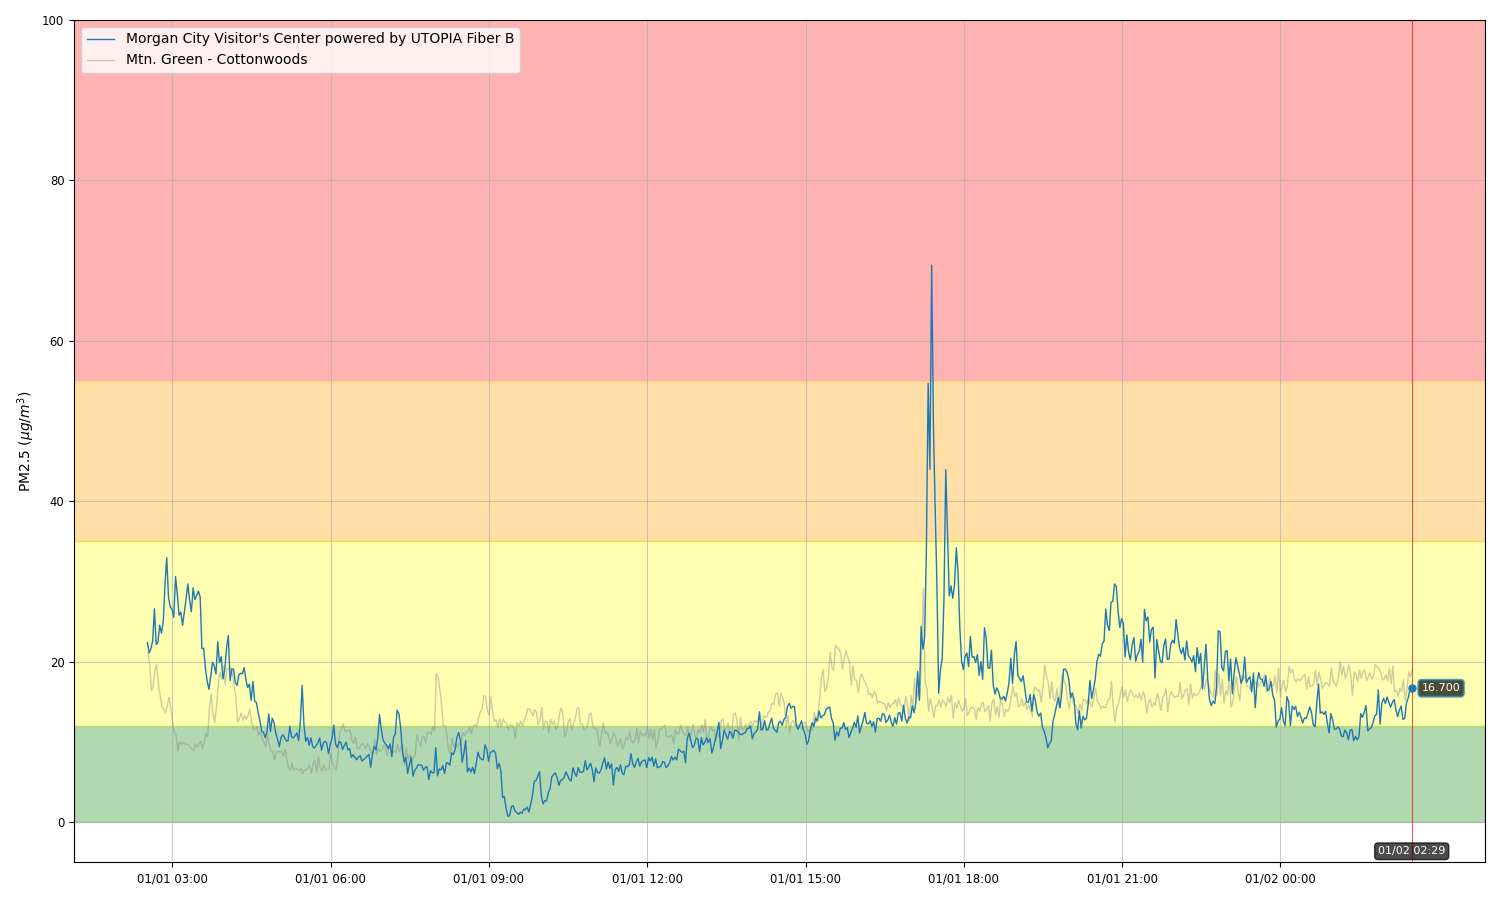 100
Morgan City Visitor's Center powered by UTOPIA Fiber B
Mtn. Green - Cottonwoods
80
60
PM2.5 (μg/m³)
40
20
16.700
0
01/02 02:29
01/01 03:00 01/01 06:00 01/01 09:00 01/01 12:00 01/01 15:00 01/01 18:00 01/01 21:00 01/02 00:00